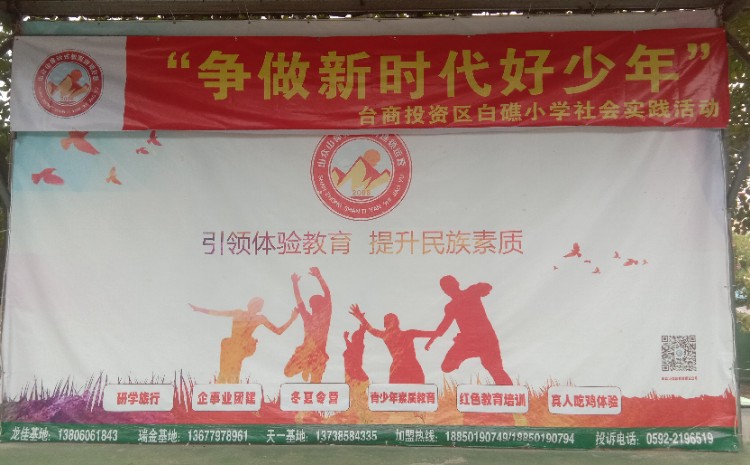 “争做新时代好少年”
台商投资区白礁小学社会实践活动
引领体验教育 提升民族素质
研学旅行 企事业团建 冬夏令营 青少年素质教育 红色教育培训 真人吃鸡体验
龙佳基地：13806061843 瑞金基地：13677978961 天一基地：13738584335 加盟热线：18850190749/18850190794 投诉电话：0592-2196519